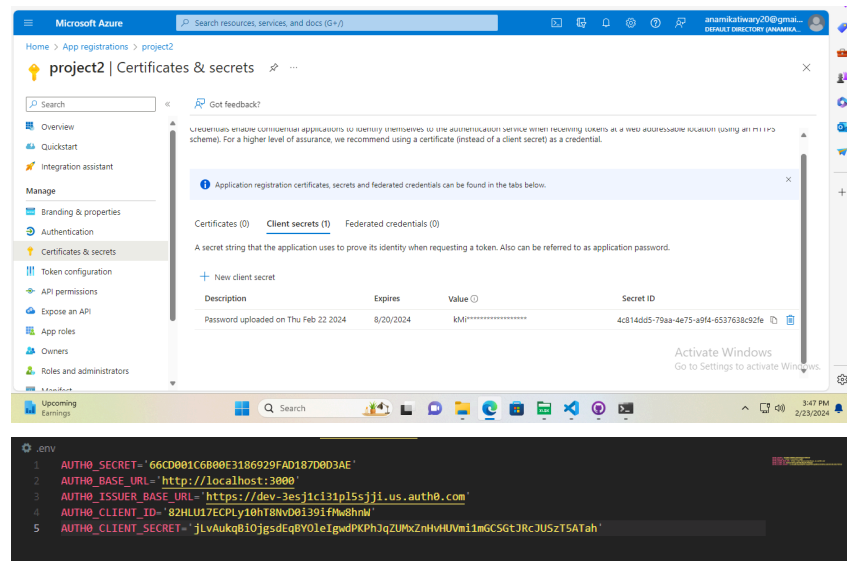 Microsoft Azure
Search resources, services, and docs (G+/)
anamikatiwary20@gmai...
DEFAULT DIRECTORY (ANAMIKA...
Home > App registrations > project2
project2 | Certificates & secrets
Search
Got feedback?
Overview
Quickstart
Integration assistant
Manage
Branding & properties
Authentication
Certificates & secrets
Token configuration
API permissions
Expose an API
App roles
Owners
Roles and administrators
Manifest
Credentials enable confidential applications to identify themselves to the authentication service when receiving tokens at a web addressable location (using an HTTPS
scheme). For a higher level of assurance, we recommend using a certificate (instead of a client secret) as a credential.
Application registration certificates, secrets and federated credentials can be found in the tabs below.
Certificates (0) Client secrets (1) Federated credentials (0)
A secret string that the application uses to prove its identity when requesting a token. Also can be referred to as application password.
New client secret
Description Expires Value Secret ID
Password uploaded on Thu Feb 22 2024 8/20/2024 kMi****************** 4c814dd5-79aa-4e75-a9f4-6537638c92fe
Activate Windows
Go to Settings to activate Windows.
Upcoming
Earnings
Search
3:47 PM
2/23/2024
.env
1 AUTH0_SECRET='66CD001C6B00E3186929FAD187D0D3AE'
2 AUTH0_BASE_URL='http://localhost:3000'
3 AUTH0_ISSUER_BASE_URL='https://dev-3esj1ci31pl5sjji.us.auth0.com'
4 AUTH0_CLIENT_ID='82HLU17ECPLy10hT8NvD0i39ifMw8hnW'
5 AUTH0_CLIENT_SECRET='jLvAukqBiOjgsdEqBYOleIgwdPKPhJqZUMxZnHvHUVmi1mGCSGtJRcJUSzT5ATah'